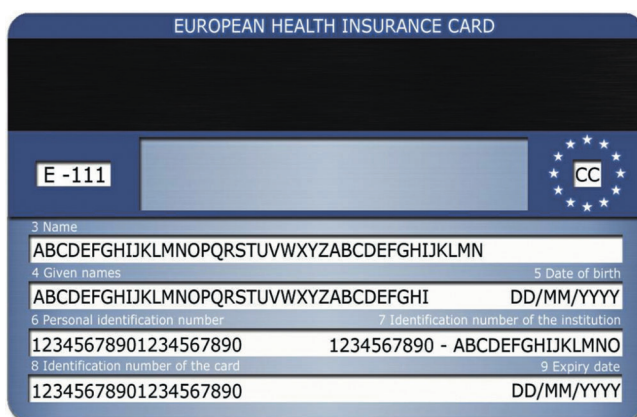 EUROPEAN HEALTH INSURANCE CARD
E -111
CC
3 Name
ABCDEFGHIJKLMNOPQRSTUVWXYZABCDEFGHIJKLMN
4 Given names 5 Date of birth
ABCDEFGHIJKLMNOPQRSTUVWXYZABCDEFGHI DD/MM/YYYY
6 Personal identification number 7 Identification number of the institution
12345678901234567890 1234567890 - ABCDEFGHIJKLMNO
8 Identification number of the card 9 Expiry date
12345678901234567890 DD/MM/YYYY